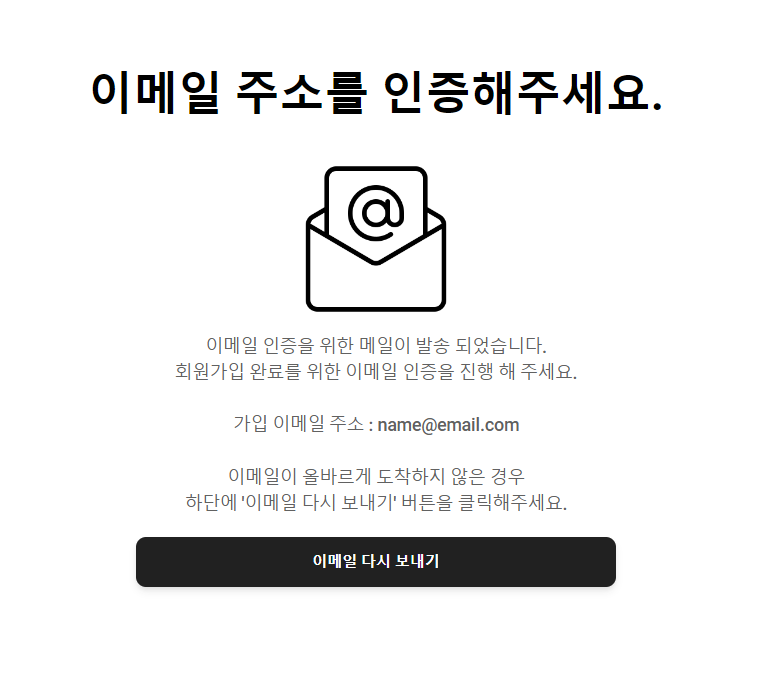 이메일 주소를 인증해주세요.
@
이메일 인증을 위한 메일이 발송 되었습니다.
회원가입 완료를 위한 이메일 인증을 진행 해 주세요.
가입 이메일 주소 : name@email.com
이메일이 올바르게 도착하지 않은 경우
하단에 '이메일 다시 보내기' 버튼을 클릭해주세요.
이메일 다시 보내기